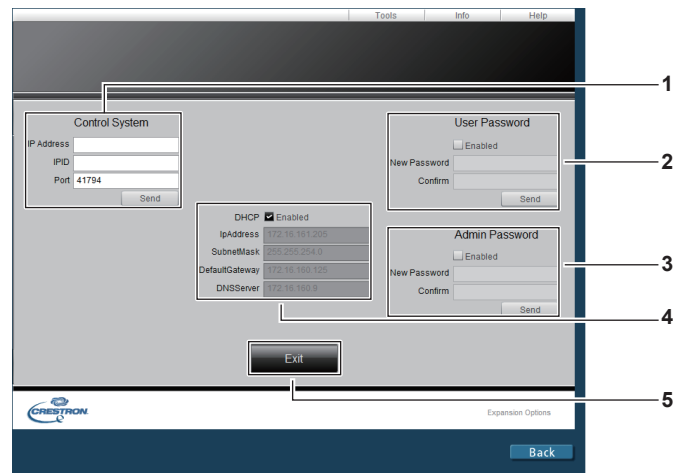 Tools Info Help
1
Control System
IP Address
IPID
Port 41794
Send
User Password
Enabled
New Password
Confirm
Send
2
DHCP Enabled
IpAddress 172.16.161.205
SubnetMask 255.255.254.0
DefaultGateway 172.16.160.125
DNSServer 172.16.160.9
Admin Password
Enabled
New Password
Confirm
Send
3
4
Exit
5
CRESTRON
Expansion Options
Back